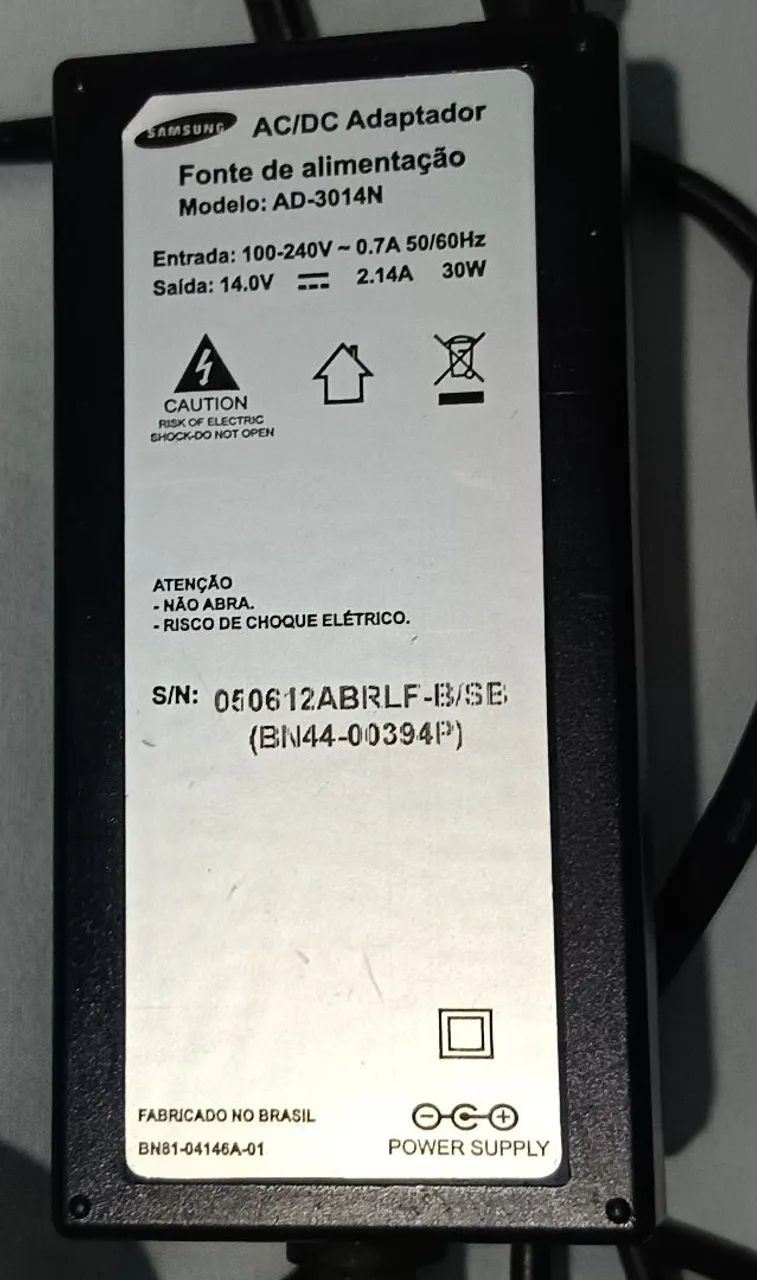 SAMSUNG AC/DC Adaptador
Fonte de alimentação
Modelo: AD-3014N
Entrada: 100-240V ~ 0.7A 50/60Hz
Saída: 14.0V ⎓ 2.14A 30W
CAUTION
RISK OF ELECTRIC
SHOCK-DO NOT OPEN
ATENÇÃO
- NÃO ABRA.
- RISCO DE CHOQUE ELÉTRICO.
S/N: 050612ABRLF-B/SB
(BN44-00394P)
FABRICADO NO BRASIL
BN81-04146A-01
POWER SUPPLY